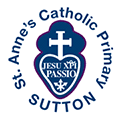 St. Anne's Catholic Primary
JESU XPI
PASSIO
SUTTON